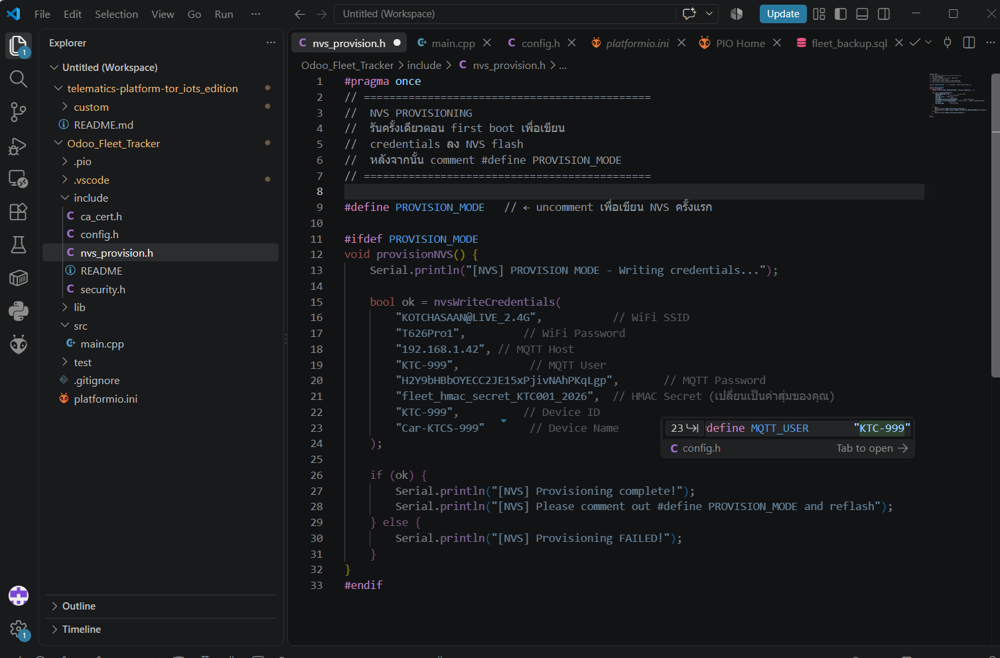 File Edit Selection View Go Run ···
Untitled (Workspace)
Update
Explorer ···
Untitled (Workspace)
telematics-platform-tor_iots_edition
custom
README.md
Odoo_Fleet_Tracker
.pio
.vscode
include
ca_cert.h
config.h
nvs_provision.h
README
security.h
lib
src
main.cpp
test
.gitignore
platformio.ini
Outline
Timeline
1
1
nvs_provision.h main.cpp config.h platformio.ini PIO Home fleet_backup.sql ···
Odoo_Fleet_Tracker > include > C nvs_provision.h > ...
1 #pragma once
2 // =============================================
3 //  NVS PROVISIONING
4 //  รันครั้งเดียวตอน first boot เพื่อเขียน
5 //  credentials ลง NVS flash
6 //  หลังจากนั้น comment #define PROVISION_MODE
7 // =============================================
8
9 #define PROVISION_MODE   // ← uncomment เพื่อเขียน NVS ครั้งแรก
10
11 #ifdef PROVISION_MODE
12 void provisionNVS() {
13     Serial.println("[NVS] PROVISION MODE - Writing credentials...");
14
15     bool ok = nvsWriteCredentials(
16         "KOTCHASAAN@LIVE_2.4G",           // WiFi SSID
17         "T626Pro1",         // WiFi Password
18         "192.168.1.42", // MQTT Host
19         "KTC-999",           // MQTT User
20         "H2Y9bHBbOYECC2JE15xPjivNAhPKqLgp",       // MQTT Password
21         "fleet_hmac_secret_KTC001_2026",  // HMAC Secret (เปลี่ยนเป็นค่าสุ่มของคุณ)
22         "KTC-999",          // Device ID
23         "Car-KTCS-999"       // Device Name
24     );
25
26     if (ok) {
27         Serial.println("[NVS] Provisioning complete!");
28         Serial.println("[NVS] Please comment out #define PROVISION_MODE and reflash");
29     } else {
30         Serial.println("[NVS] Provisioning FAILED!");
31     }
32 }
33 #endif
23 define MQTT_USER       "KTC-999"
C config.h Tab to open →